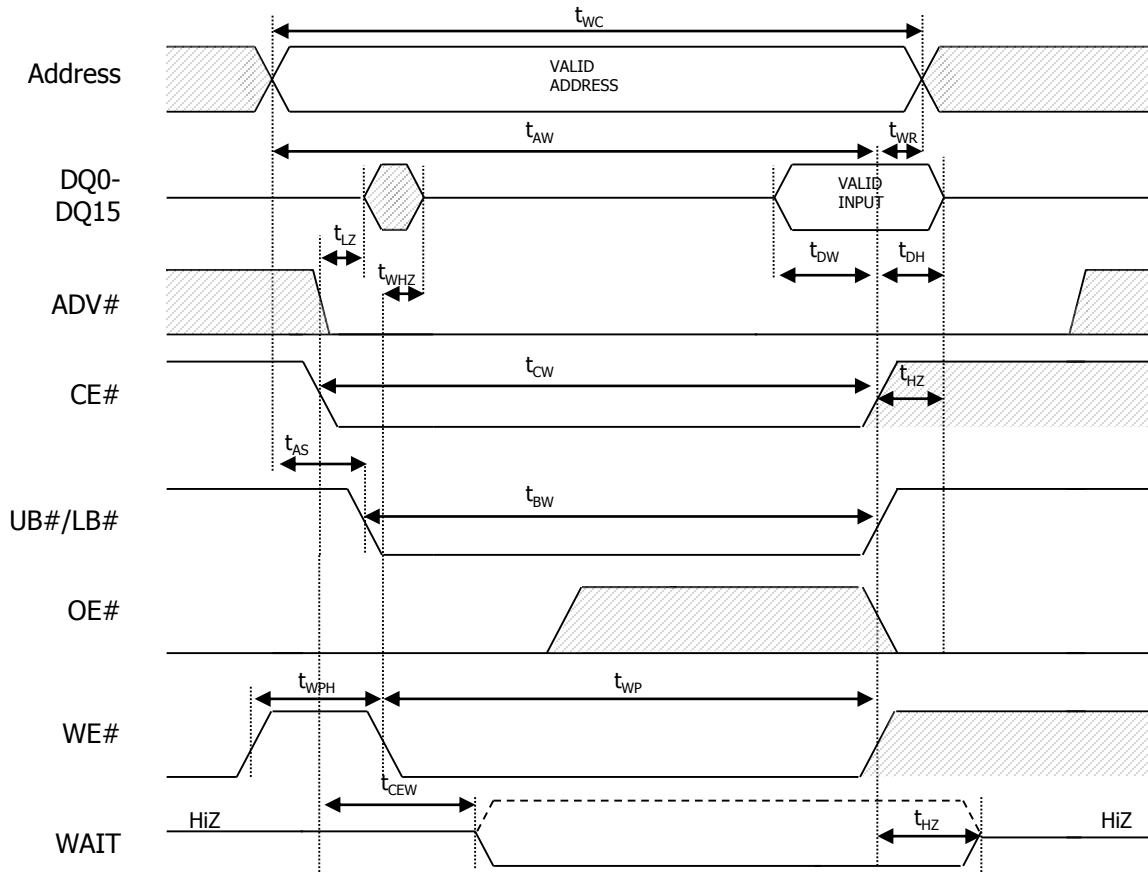 tWC
Address
VALID
ADDRESS
tAW
tWR
DQ0-
DQ15
VALID
INPUT
tLZ
tWHZ
tDW
tDH
ADV#
tCW
tHZ
CE#
tAS
tBW
UB#/LB#
OE#
tWPH
tWP
WE#
tCEW
HiZ
tHZ
HiZ
WAIT